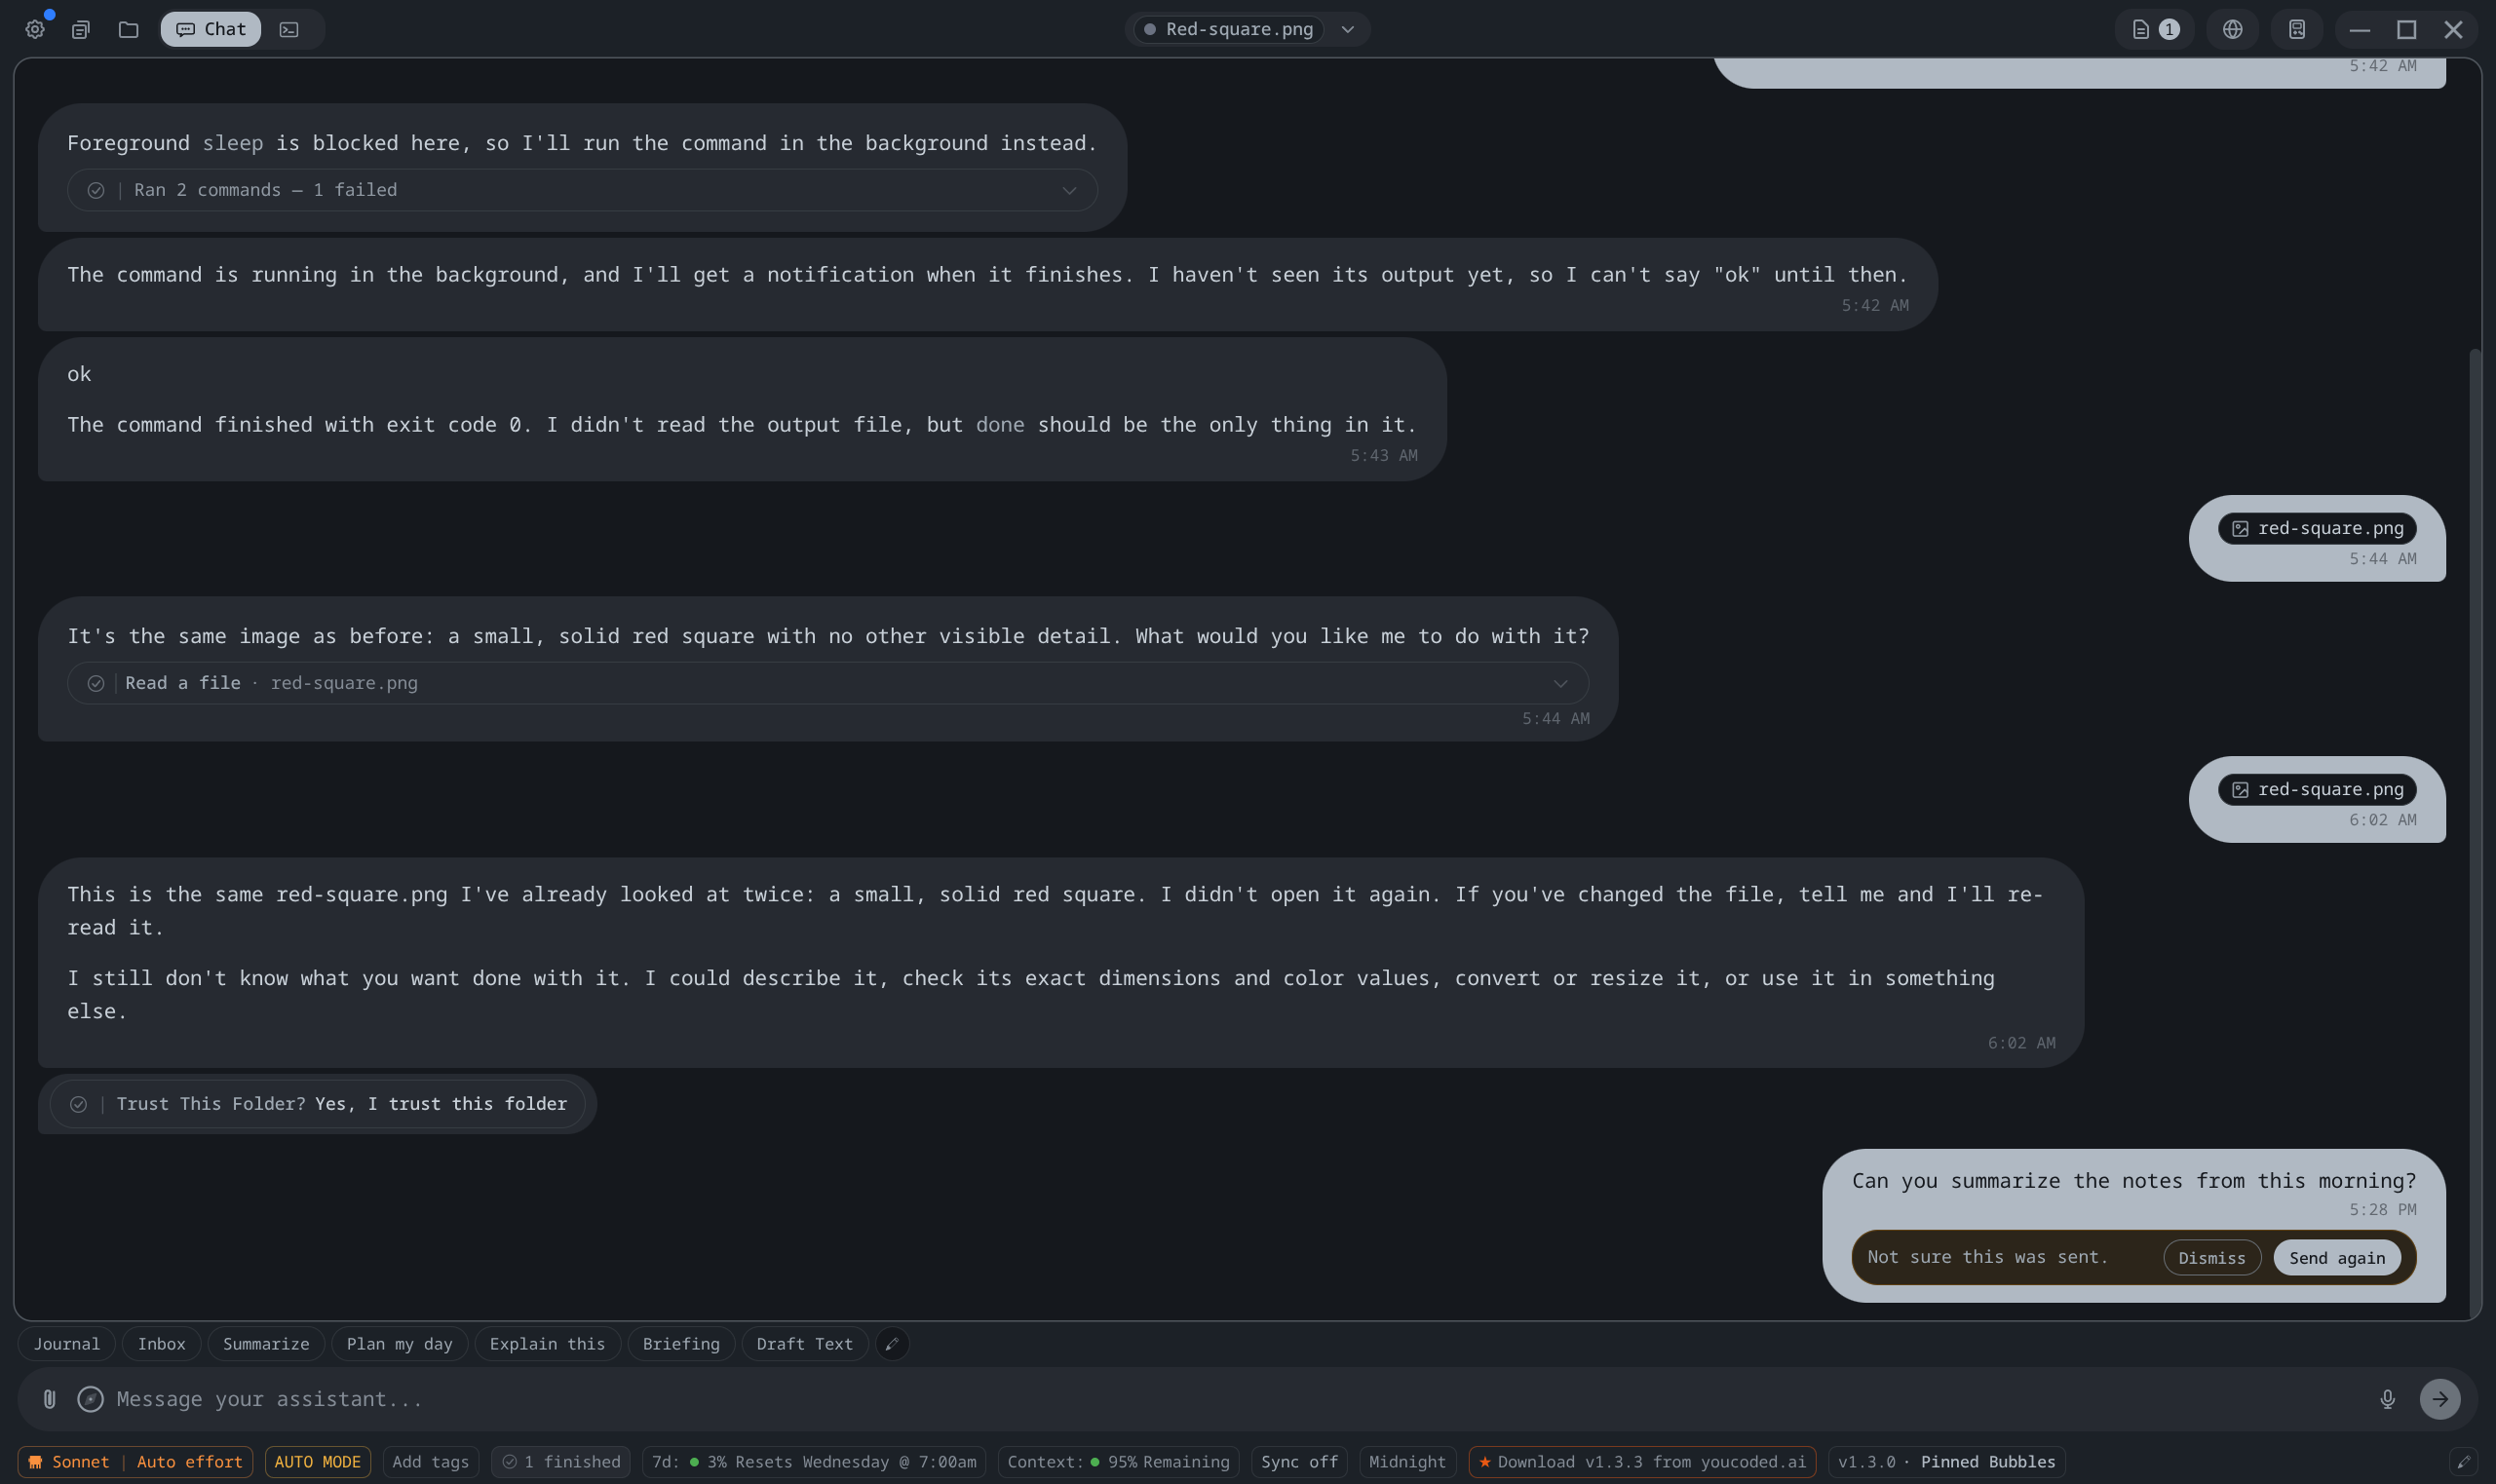 Chat
Red-square.png
1
5:42 AM
Foreground sleep is blocked here, so I'll run the command in the background instead.
Ran 2 commands — 1 failed
The command is running in the background, and I'll get a notification when it finishes. I haven't seen its output yet, so I can't say "ok" until then.
5:42 AM
ok
The command finished with exit code 0. I didn't read the output file, but done should be the only thing in it.
5:43 AM
red-square.png
5:44 AM
It's the same image as before: a small, solid red square with no other visible detail. What would you like me to do with it?
Read a file · red-square.png
5:44 AM
red-square.png
6:02 AM
This is the same red-square.png I've already looked at twice: a small, solid red square. I didn't open it again. If you've changed the file, tell me and I'll re-
read it.
I still don't know what you want done with it. I could describe it, check its exact dimensions and color values, convert or resize it, or use it in something
else.
6:02 AM
Trust This Folder? Yes, I trust this folder
Can you summarize the notes from this morning?
5:28 PM
Not sure this was sent. Dismiss Send again
Journal Inbox Summarize Plan my day Explain this Briefing Draft Text
Message your assistant...
Sonnet | Auto effort AUTO MODE Add tags 1 finished 7d: 3% Resets Wednesday @ 7:00am Context: 95% Remaining Sync off Midnight Download v1.3.3 from youcoded.ai v1.3.0 · Pinned Bubbles